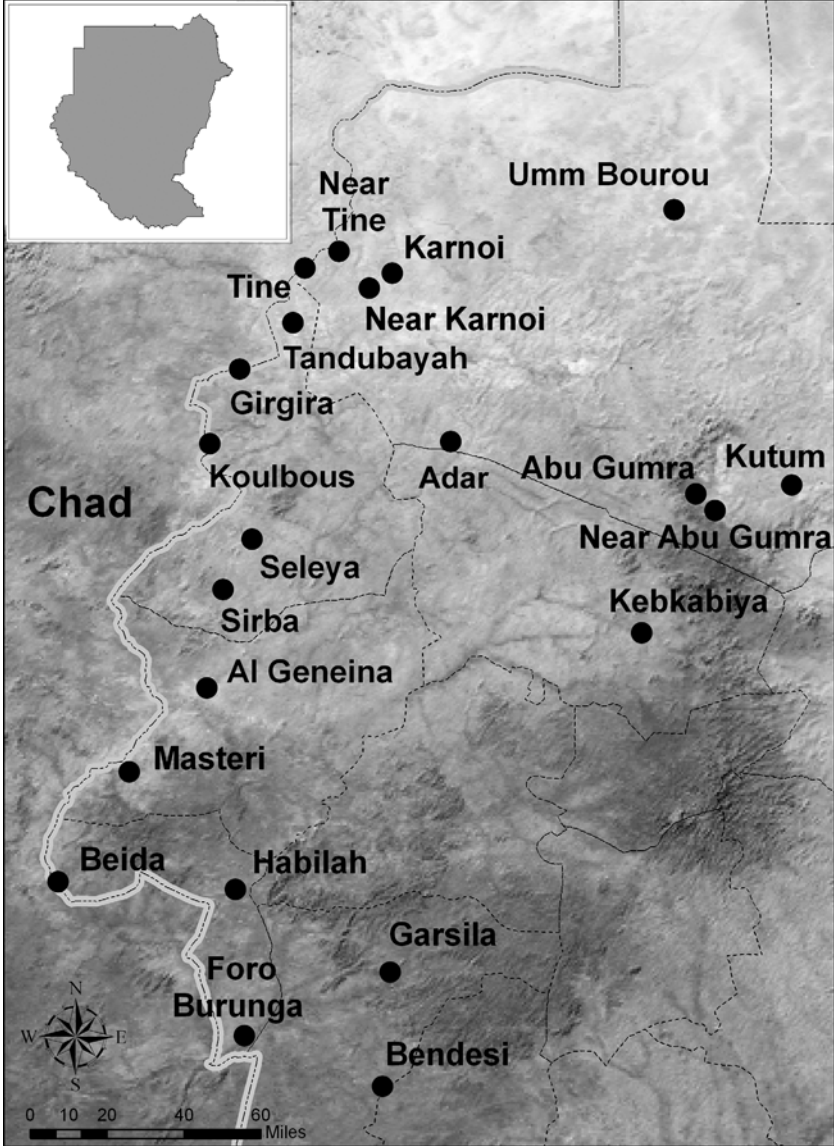 Umm Bourou
Near
Tine
Karnoi
Tine
Near Karnoi
Tandubayah
Girgira
Koulbous
Adar
Abu Gumra
Kutum
Chad
Near Abu Gumra
Seleya
Kebkabiya
Sirba
Al Geneina
Masteri
Beida
Habilah
Garsila
Foro
Burunga
N
W
E
S
Bendesi
0 10 20 40 60
Miles